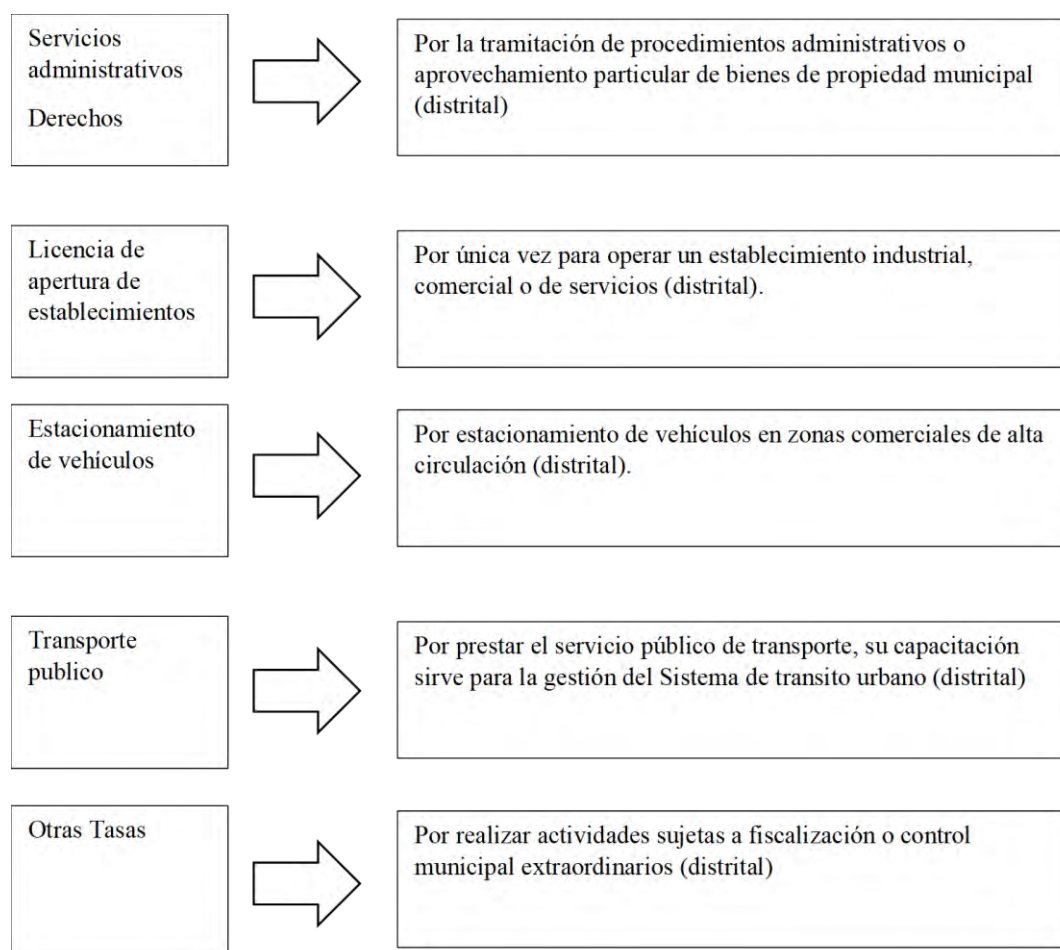 Servicios
administrativos
Derechos
Por la tramitación de procedimientos administrativos o
aprovechamiento particular de bienes de propiedad municipal
(distrital)
Licencia de
apertura de
establecimientos
Por única vez para operar un establecimiento industrial,
comercial o de servicios (distrital).
Estacionamiento
de vehículos
Por estacionamiento de vehículos en zonas comerciales de alta
circulación (distrital).
Transporte
publico
Por prestar el servicio público de transporte, su capacitación
sirve para la gestión del Sistema de transito urbano (distrital)
Otras Tasas
Por realizar actividades sujetas a fiscalización o control
municipal extraordinarios (distrital)